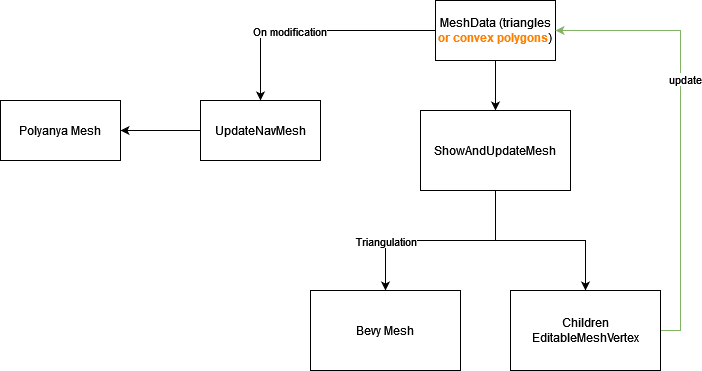 MeshData (triangles
or convex polygons)
On modification
update
Polyanya Mesh
UpdateNavMesh
ShowAndUpdateMesh
Triangulation
Bevy Mesh
Children
EditableMeshVertex